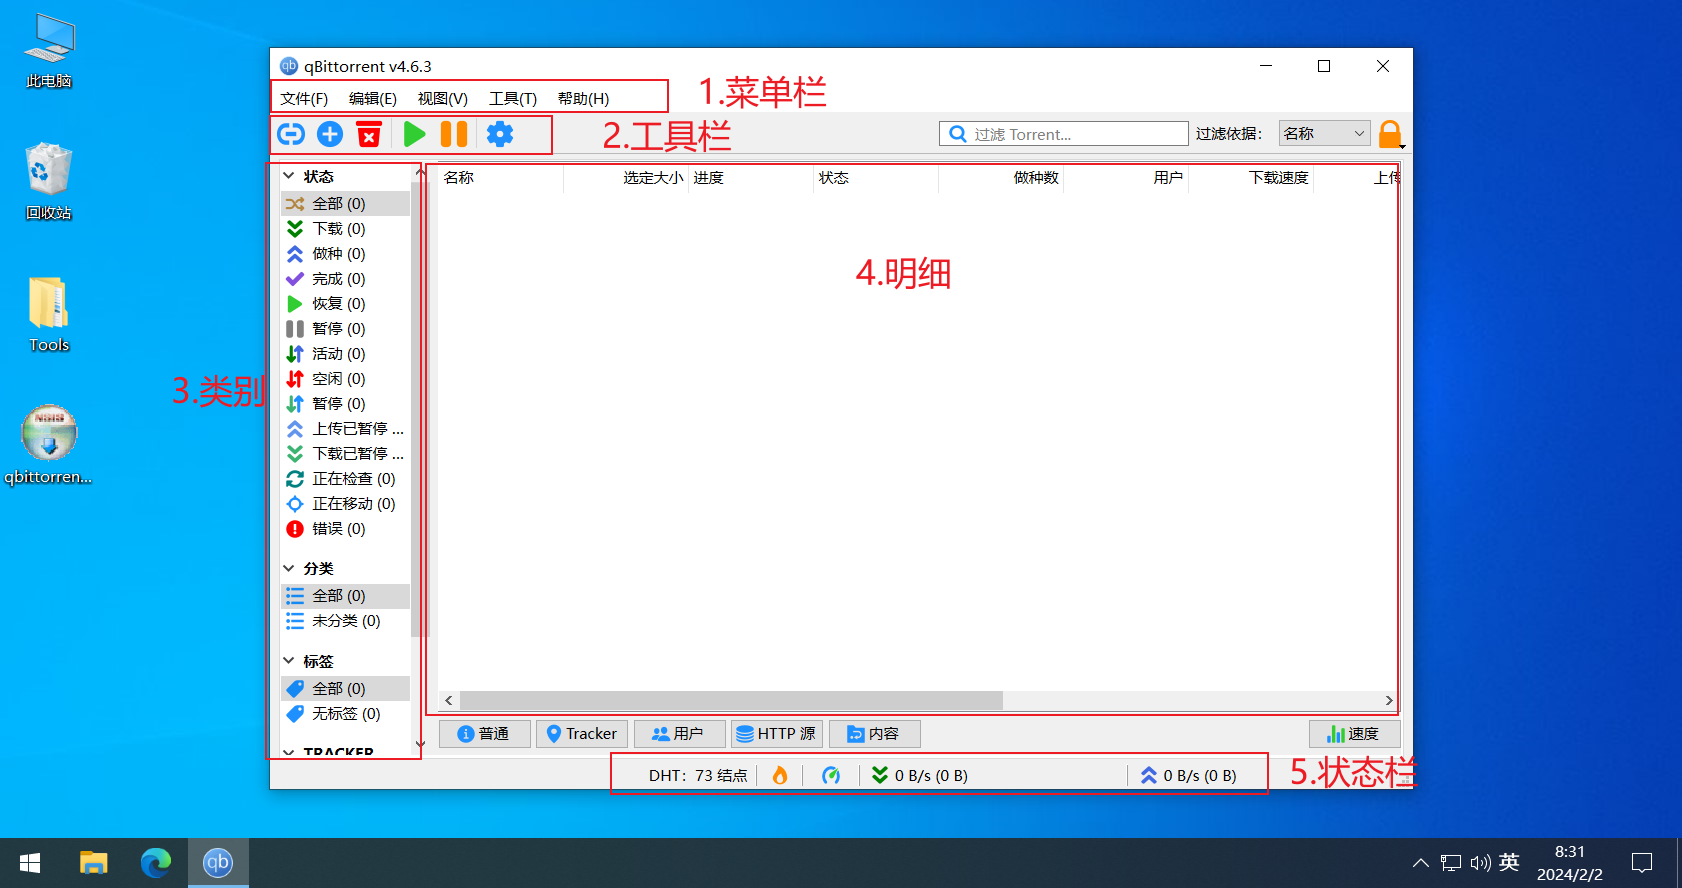 此电脑
回收站
Tools
NSIS
qbittorren...
qb qBittorrent v4.6.3
文件(F) 编辑(E) 视图(V) 工具(T) 帮助(H)
1.菜单栏
2.工具栏
过滤 Torrent...
过滤依据：
名称
3.类别
状态
全部 (0)
下载 (0)
做种 (0)
完成 (0)
恢复 (0)
暂停 (0)
活动 (0)
空闲 (0)
暂停 (0)
上传已暂停 ...
下载已暂停 ...
正在检查 (0)
正在移动 (0)
错误 (0)
分类
全部 (0)
未分类 (0)
标签
全部 (0)
无标签 (0)
TRACKER
名称 选定大小 进度 状态 做种数 用户 下载速度 上传
4.明细
普通 Tracker 用户 HTTP 源 内容 速度
DHT：73 结点 0 B/s (0 B) 0 B/s (0 B)
5.状态栏
qb
英
8:31
2024/2/2